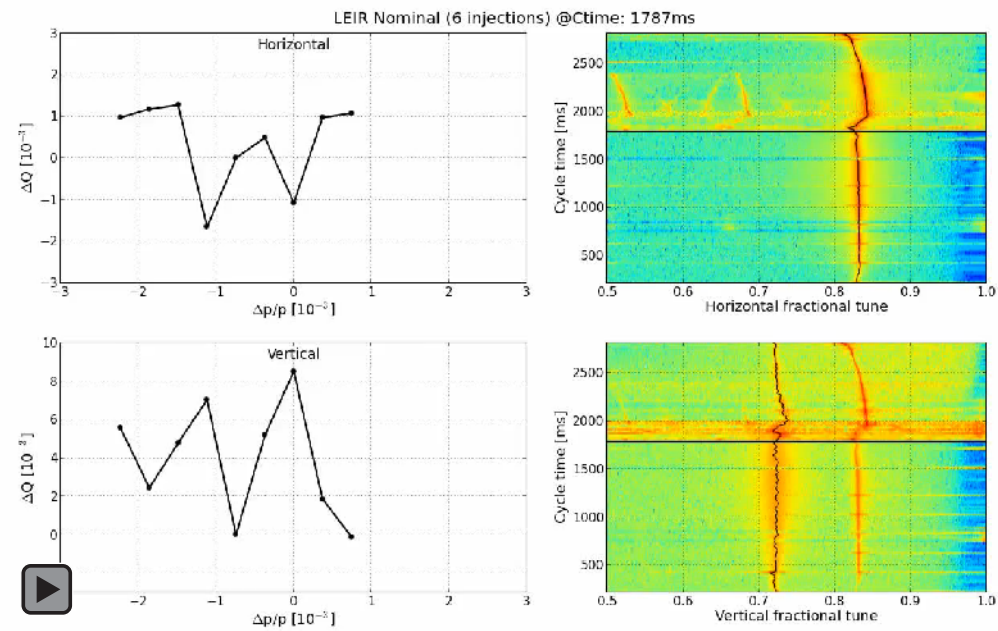 LEIR Nominal (6 injections) @Ctime: 1787ms
Horizontal
ΔQ [10⁻³]
3
2
1
0
−1
−2
−3
−3 −2 −1 0 1 2 3
Δp/p [10⁻³]
Cycle time [ms]
2500
2000
1500
1000
500
0.5 0.6 0.7 0.8 0.9 1.0
Horizontal fractional tune
Vertical
ΔQ [10⁻³]
10
8
6
4
2
0
−2 −1 0 1 2 3
Δp/p [10⁻³]
Cycle time [ms]
2500
2000
1500
1000
500
0.5 0.6 0.7 0.8 0.9 1.0
Vertical fractional tune